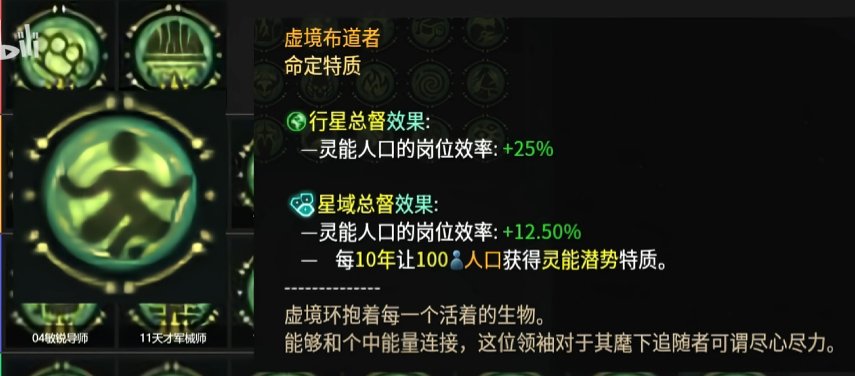 bili
虚境布道者
命定特质
行星总督效果:
—灵能人口的岗位效率: +25%
星域总督效果:
—灵能人口的岗位效率: +12.50%
— 每10年让100人口获得灵能潜势特质。
--------------
虚境环抱着每一个活着的生物。
能够和个中能量连接，这位领袖对于其麾下追随者可谓尽心尽力。
04敏锐导师
11天才军械师